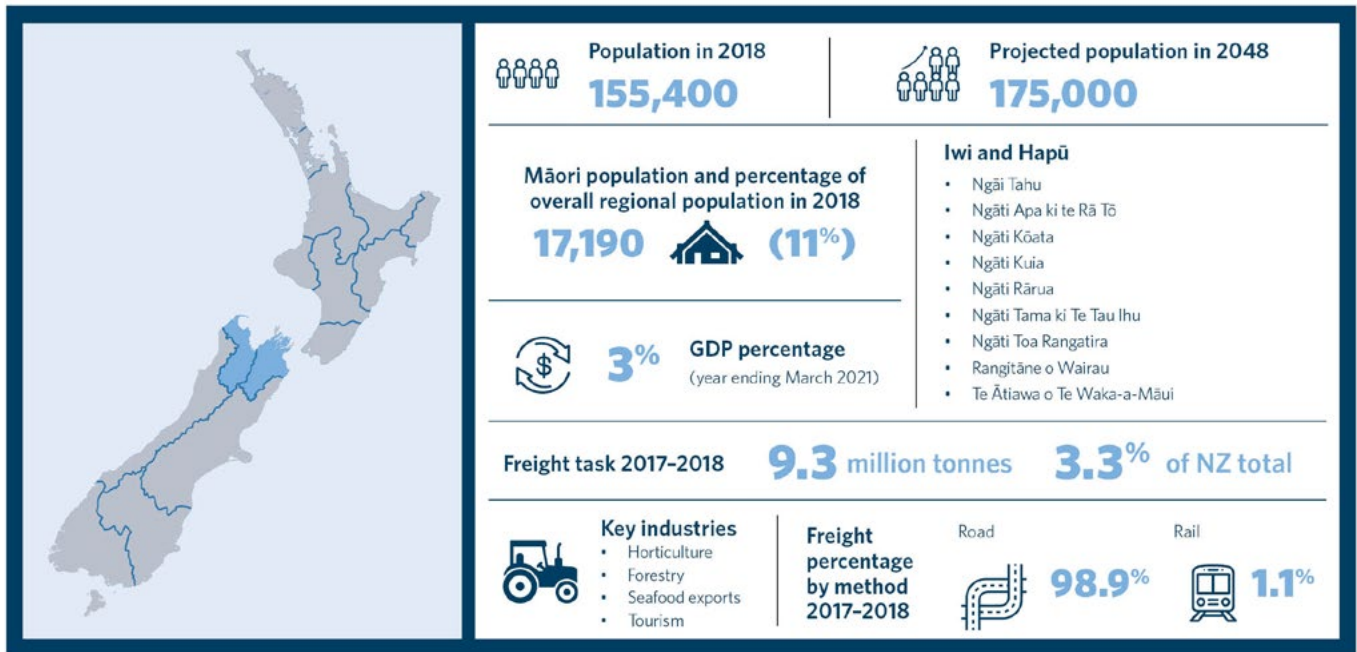 Population in 2018
155,400
Projected population in 2048
175,000
Māori population and percentage of
overall regional population in 2018
17,190 (11%)
Iwi and Hapū
• Ngāi Tahu
• Ngāti Apa ki te Rā Tō
• Ngāti Kōata
• Ngāti Kuia
• Ngāti Rārua
• Ngāti Tama ki Te Tau Ihu
• Ngāti Toa Rangatira
• Rangitāne o Wairau
• Te Ātiawa o Te Waka-a-Māui
$
3%
GDP percentage
(year ending March 2021)
Freight task 2017–2018 9.3 million tonnes 3.3% of NZ total
Key industries
• Horticulture
• Forestry
• Seafood exports
• Tourism
Freight
percentage
by method
2017–2018
Road
98.9%
Rail
1.1%